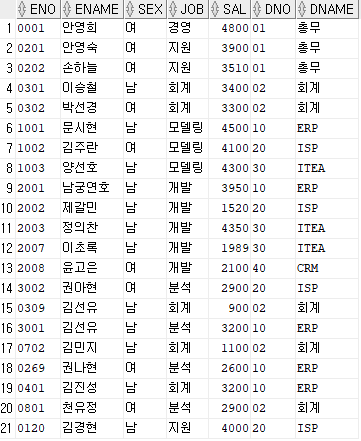 ENO ENAME SEX JOB SAL DNO DNAME
1 0001 안영희 여 경영 4800 01 총무
2 0201 안영숙 여 지원 3900 01 총무
3 0202 손하늘 여 지원 3510 01 총무
4 0301 이승철 남 회계 3400 02 회계
5 0302 박선경 여 회계 3300 02 회계
6 1001 문시현 남 모델링 4500 10 ERP
7 1002 김주란 여 모델링 4100 20 ISP
8 1003 양선호 남 모델링 4300 30 ITEA
9 2001 남궁연호 남 개발 3950 10 ERP
10 2002 제갈민 남 개발 1520 20 ISP
11 2003 정의찬 남 개발 4350 30 ITEA
12 2007 이초록 남 개발 1989 30 ITEA
13 2008 윤고은 여 개발 2100 40 CRM
14 3002 권아현 여 분석 2900 20 ISP
15 0309 김선유 남 회계 900 02 회계
16 3001 김선유 남 분석 3200 10 ERP
17 0702 김민지 남 회계 1100 02 회계
18 0269 권나현 여 분석 2600 10 ERP
19 0401 김진성 남 회계 3200 10 ERP
20 0801 천유정 여 분석 2900 02 회계
21 0120 김경현 남 지원 4000 20 ISP